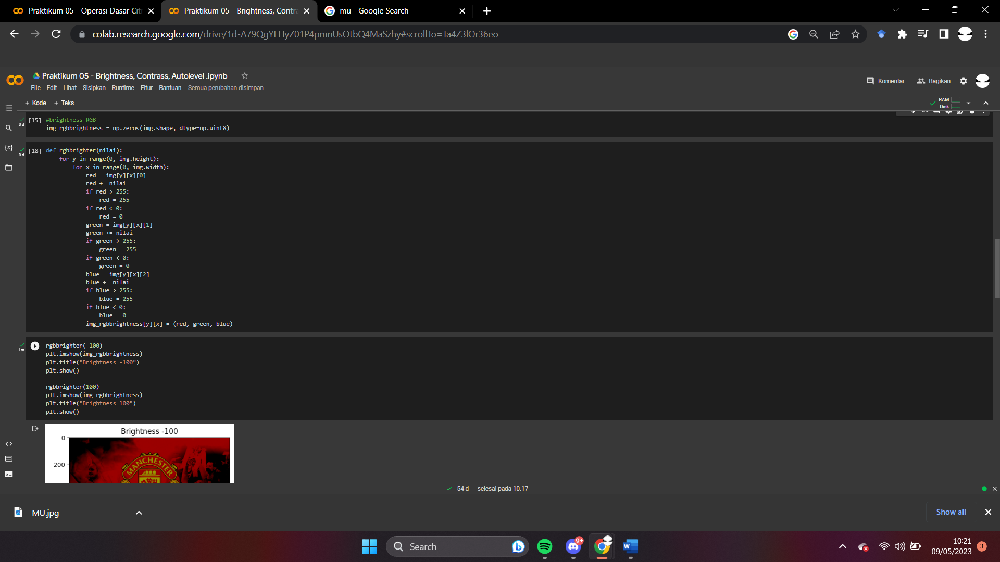 Praktikum 05 - Operasi Dasar Cit
Praktikum 05 - Brightness, Contra
mu - Google Search
colab.research.google.com/drive/1d-A79QgYEHyZ01P4pmnUsOtbQ4MaSzhy#scrollTo=Ta4Z3lOr36eo
Praktikum 05 - Brightness, Contrass, Autolevel .ipynb
File Edit Lihat Sisipkan Runtime Fitur Bantuan Semua perubahan disimpan
Komentar
Bagikan
+ Kode + Teks
RAM
Disk
0 d
[15] #brightness RGB
img_rgbbrightness = np.zeros(img.shape, dtype=np.uint8)
0 d
[18] def rgbbrighter(nilai):
for y in range(0, img.height):
for x in range(0, img.width):
red = img[y][x][0]
red += nilai
if red > 255:
red = 255
if red < 0:
red = 0
green = img[y][x][1]
green += nilai
if green > 255:
green = 255
if green < 0:
green = 0
blue = img[y][x][2]
blue += nilai
if blue > 255:
blue = 255
if blue < 0:
blue = 0
img_rgbbrightness[y][x] = (red, green, blue)
1m
rgbbrighter(-100)
plt.imshow(img_rgbbrightness)
plt.title("Brightness -100")
plt.show()
rgbbrighter(100)
plt.imshow(img_rgbbrightness)
plt.title("Brightness 100")
plt.show()
Brightness -100
0
200
MANCHESTER
54 d selesai pada 10.17
MU.jpg
Show all
Search
9+
10:21
09/05/2023
3